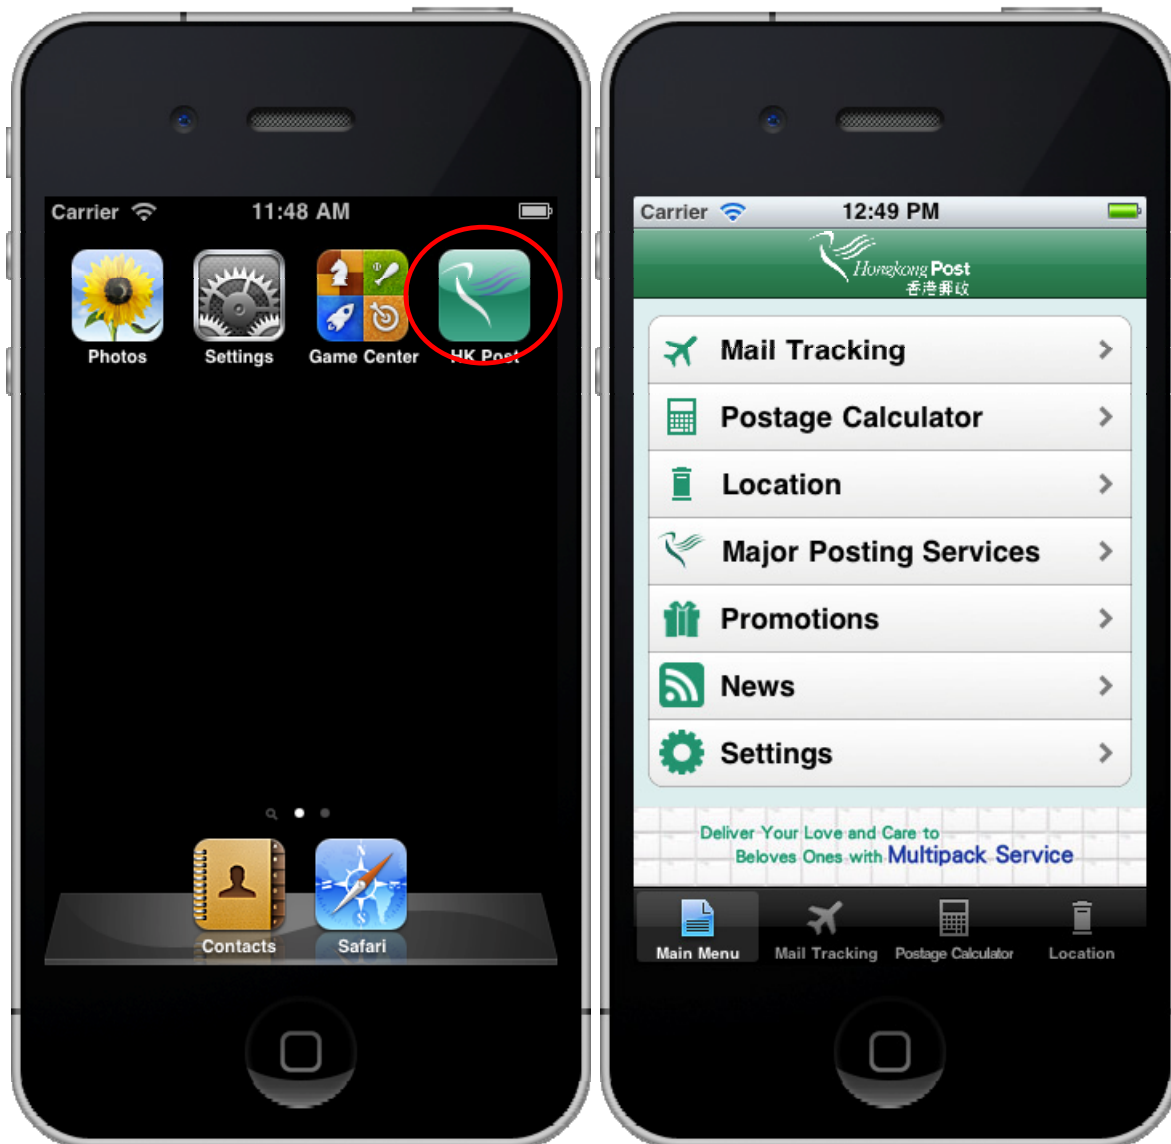 Carrier 11:48 AM
Photos Settings Game Center HK Post
Contacts Safari
Carrier 12:49 PM
Hongkong Post
香港郵政
Mail Tracking
Postage Calculator
Location
Major Posting Services
Promotions
News
Settings
Deliver Your Love and Care to
Beloves Ones with Multipack Service
Main Menu Mail Tracking Postage Calculator Location